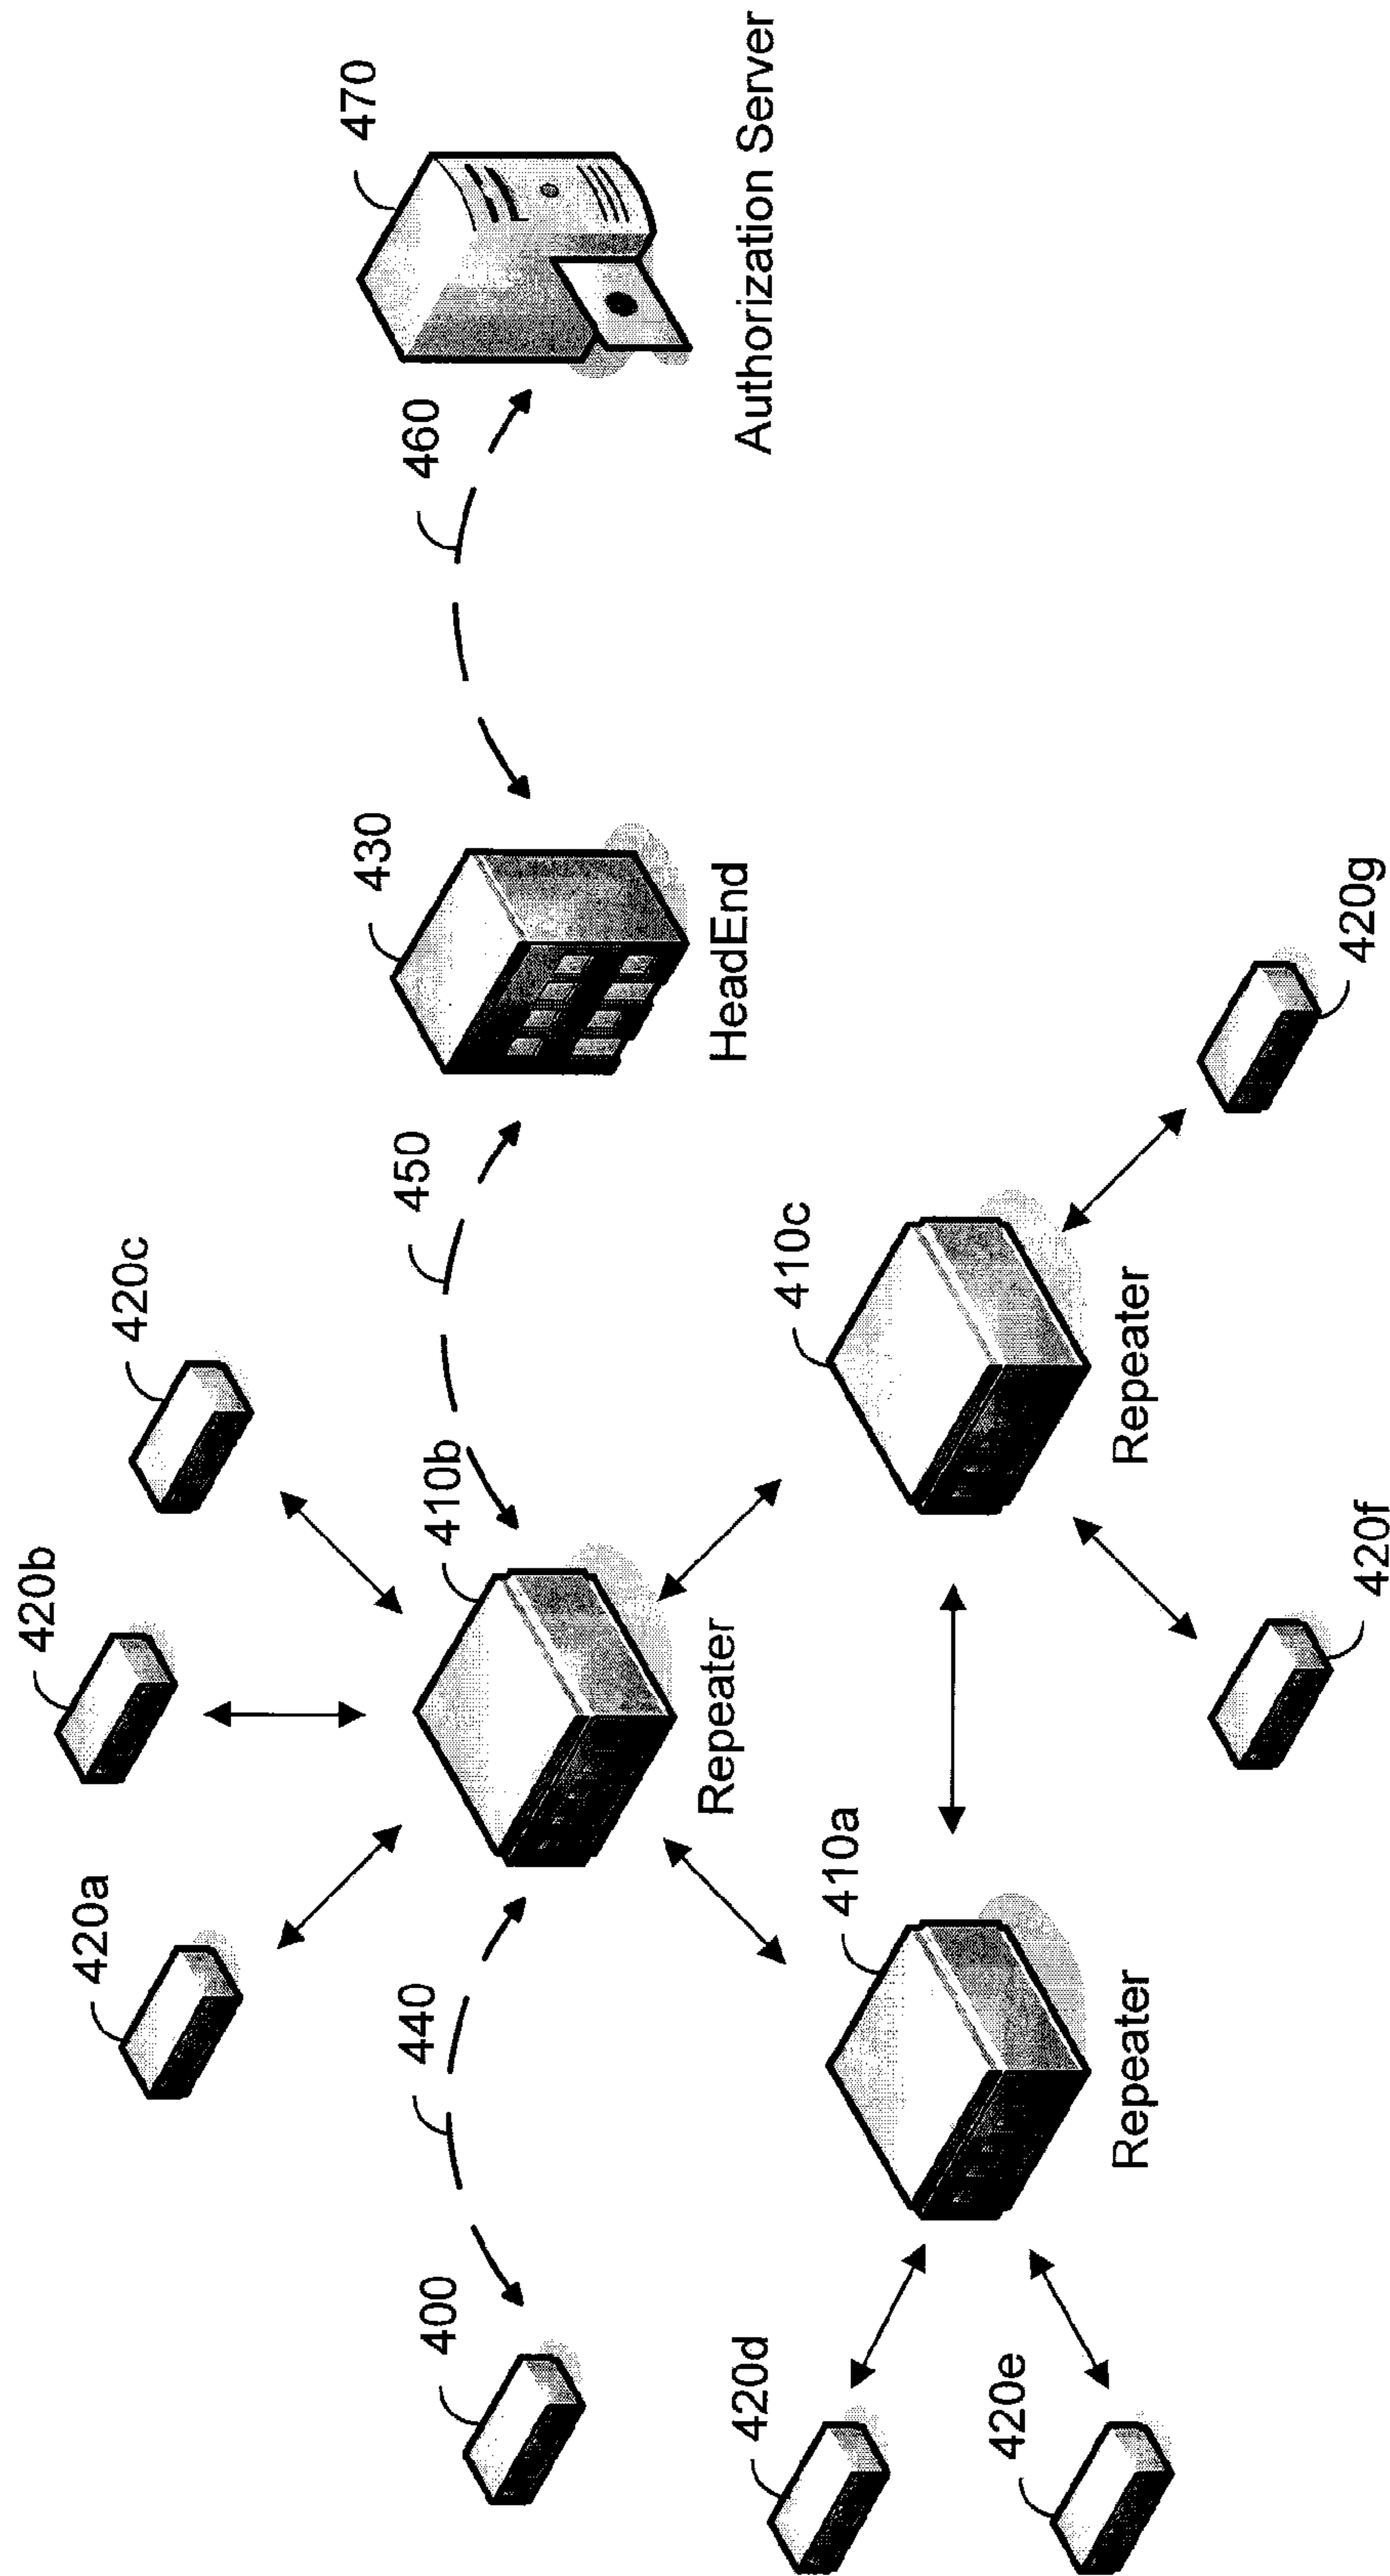 420b
420c
420a
470
430
460
450
400
440
410b
Authorization Server
HeadEnd
Repeater
420d
410a
410c
420e
Repeater
Repeater
420g
420f